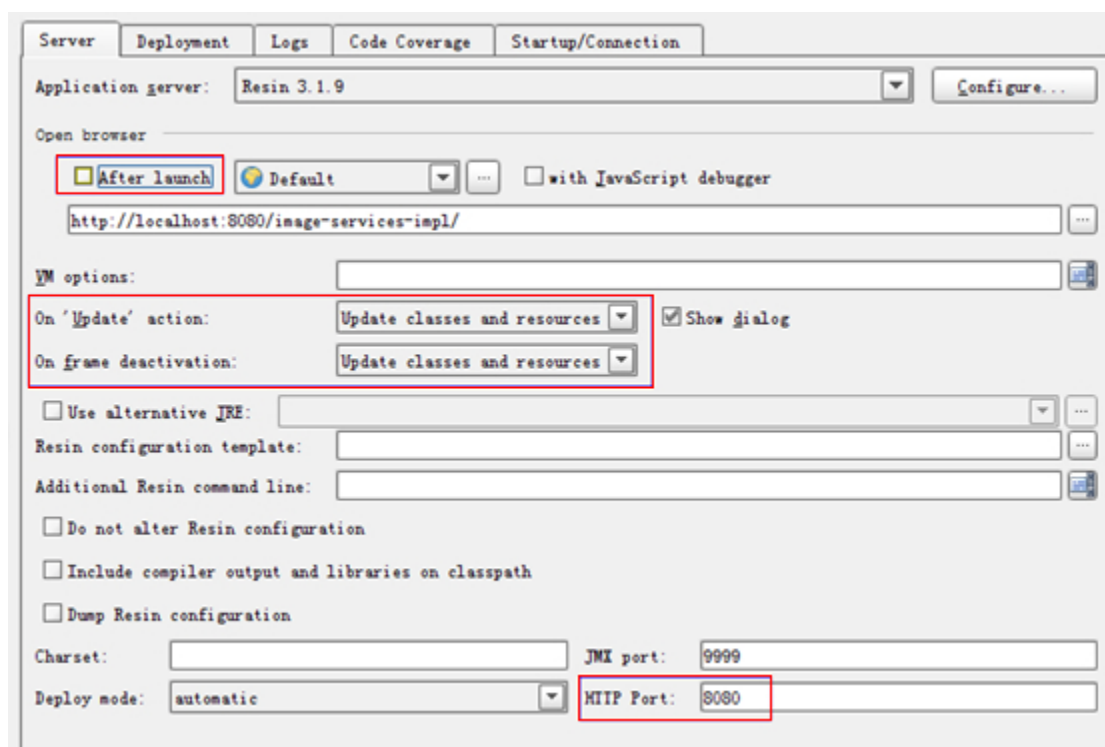 Server Deployment Logs Code Coverage Startup/Connection
Application server: Resin 3.1.9 Configure...
Open browser
After launch Default ... with JavaScript debugger
http://localhost:8080/image-services-impl/ ...
VM options:
On 'Update' action: Update classes and resources Show dialog
On frame deactivation: Update classes and resources
Use alternative JRE: ...
Resin configuration template: ...
Additional Resin command line:
Do not alter Resin configuration
Include compiler output and libraries on classpath
Dump Resin configuration
Charset: JMX port: 9999
Deploy mode: automatic HTTP Port: 8080